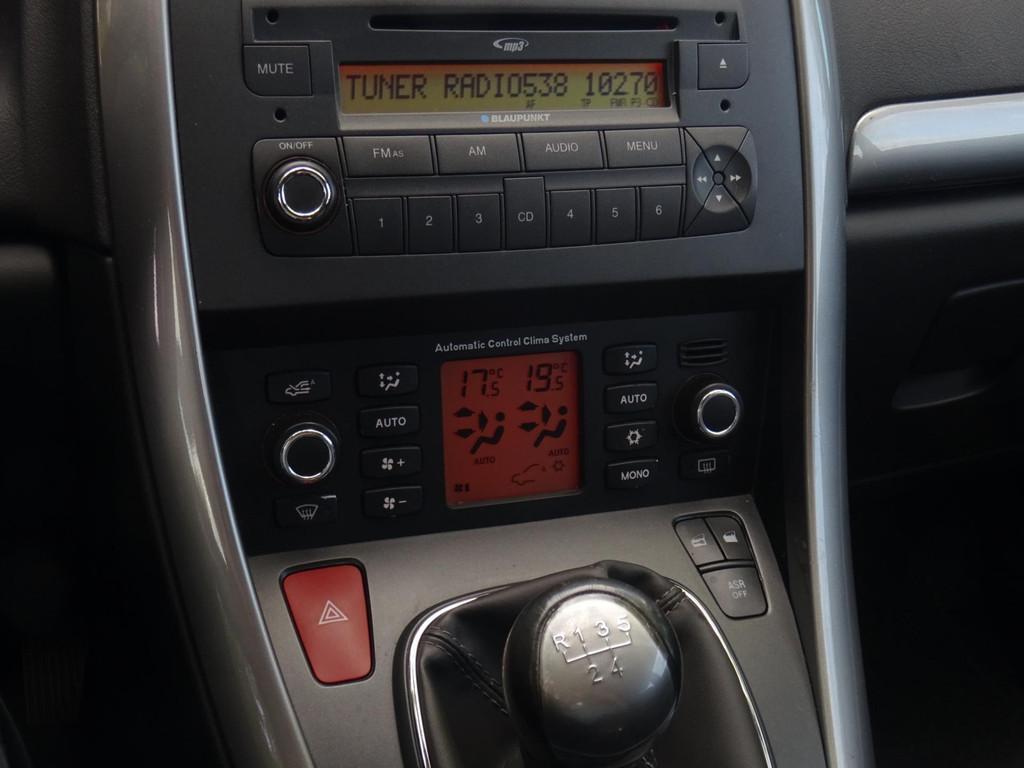 mp3
MUTE
TUNER RADIO538 10270
AF TP
BLAUPUNKT
ON/OFF
FM AS AM AUDIO MENU
1 2 3 CD 4 5 6
Automatic Control Clima System
17.5 °C 19.5 °C
AUTO AUTO
AUTO AUTO
MONO
ASR
OFF
R 1 3 5
2 4